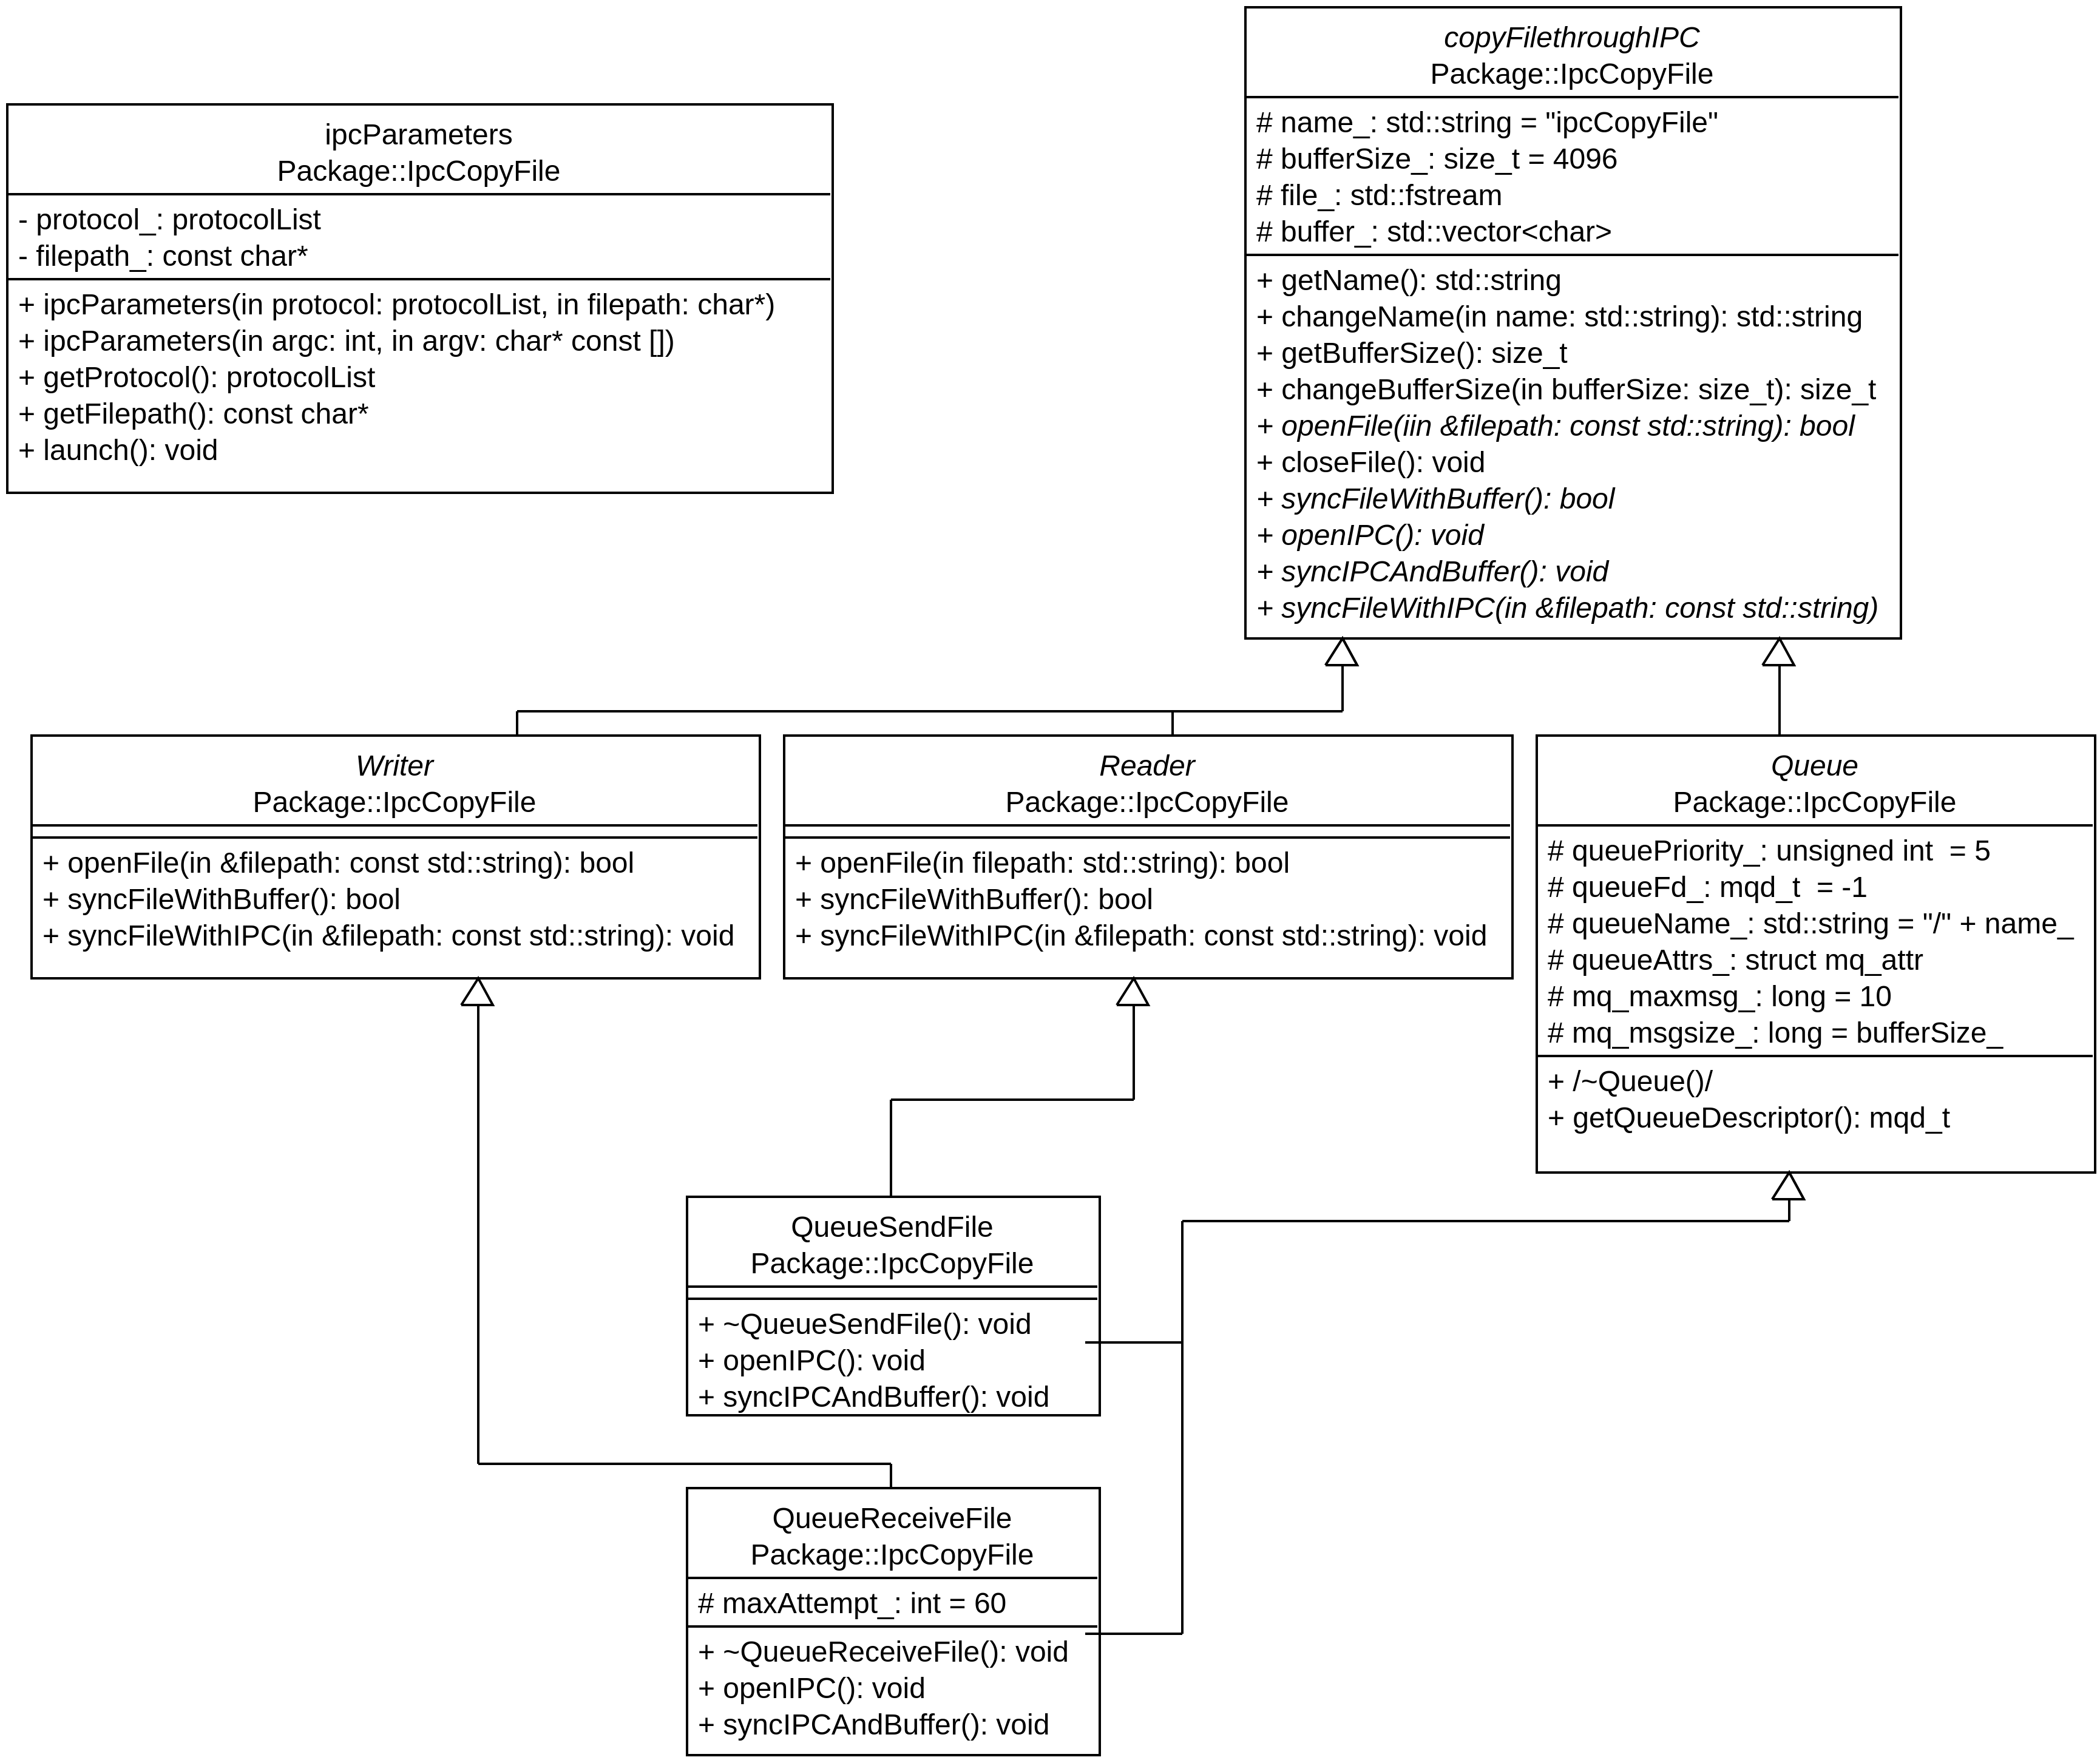 copyFilethroughIPC
Package::IpcCopyFile
# name_: std::string = "ipcCopyFile"
# bufferSize_: size_t = 4096
# file_: std::fstream
# buffer_: std::vector<char>
+ getName(): std::string
+ changeName(in name: std::string): std::string
+ getBufferSize(): size_t
+ changeBufferSize(in bufferSize: size_t): size_t
+ openFile(iin &filepath: const std::string): bool
+ closeFile(): void
+ syncFileWithBuffer(): bool
+ openIPC(): void
+ syncIPCAndBuffer(): void
+ syncFileWithIPC(in &filepath: const std::string)
ipcParameters
Package::IpcCopyFile
- protocol_: protocolList
- filepath_: const char*
+ ipcParameters(in protocol: protocolList, in filepath: char*)
+ ipcParameters(in argc: int, in argv: char* const [])
+ getProtocol(): protocolList
+ getFilepath(): const char*
+ launch(): void
Writer
Package::IpcCopyFile
+ openFile(in &filepath: const std::string): bool
+ syncFileWithBuffer(): bool
+ syncFileWithIPC(in &filepath: const std::string): void
Reader
Package::IpcCopyFile
+ openFile(in filepath: std::string): bool
+ syncFileWithBuffer(): bool
+ syncFileWithIPC(in &filepath: const std::string): void
Queue
Package::IpcCopyFile
# queuePriority_: unsigned int  = 5
# queueFd_: mqd_t  = -1
# queueName_: std::string = "/" + name_
# queueAttrs_: struct mq_attr
# mq_maxmsg_: long = 10
# mq_msgsize_: long = bufferSize_
+ /~Queue()/
+ getQueueDescriptor(): mqd_t
QueueSendFile
Package::IpcCopyFile
+ ~QueueSendFile(): void
+ openIPC(): void
+ syncIPCAndBuffer(): void
QueueReceiveFile
Package::IpcCopyFile
# maxAttempt_: int = 60
+ ~QueueReceiveFile(): void
+ openIPC(): void
+ syncIPCAndBuffer(): void